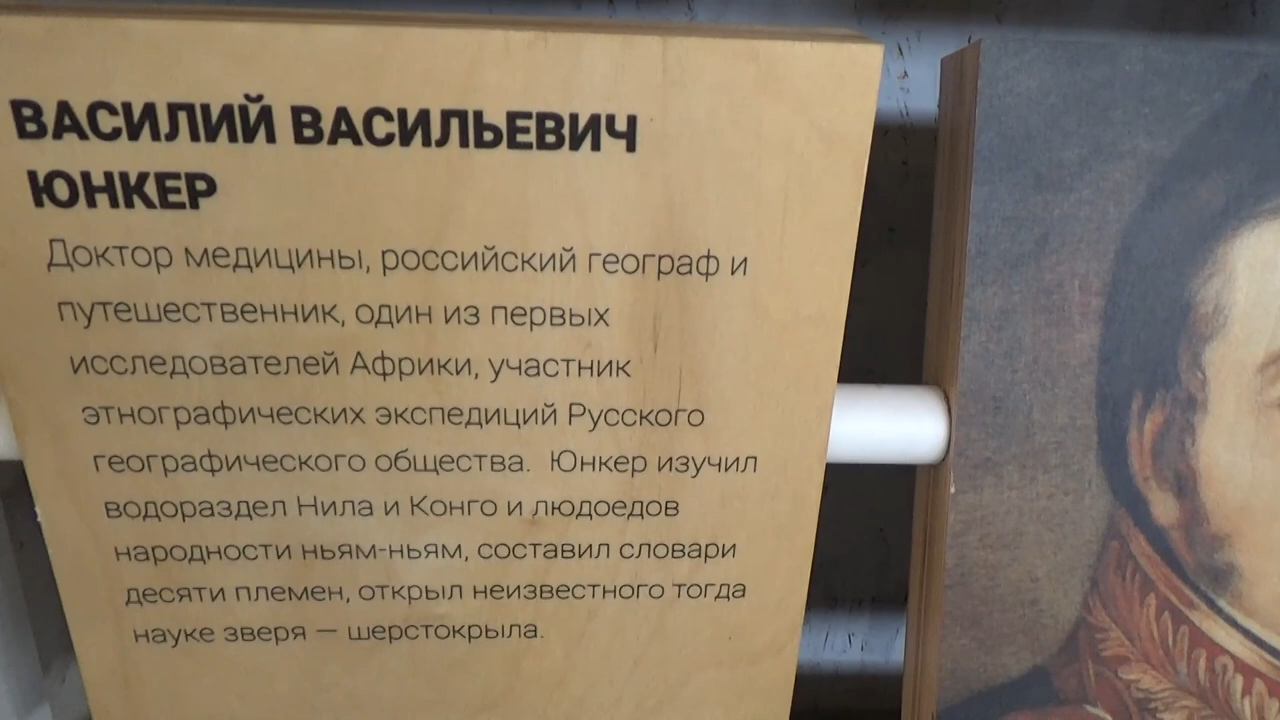 ВАСИЛИЙ ВАСИЛЬЕВИЧ
ЮНКЕР
Доктор медицины, российский географ и
путешественник, один из первых
исследователей Африки, участник
этнографических экспедиций Русского
географического общества. Юнкер изучил
водораздел Нила и Конго и людоедов
народности ньям-ньям, составил словари
десяти племен, открыл неизвестного тогда
науке зверя — шерстокрыла.